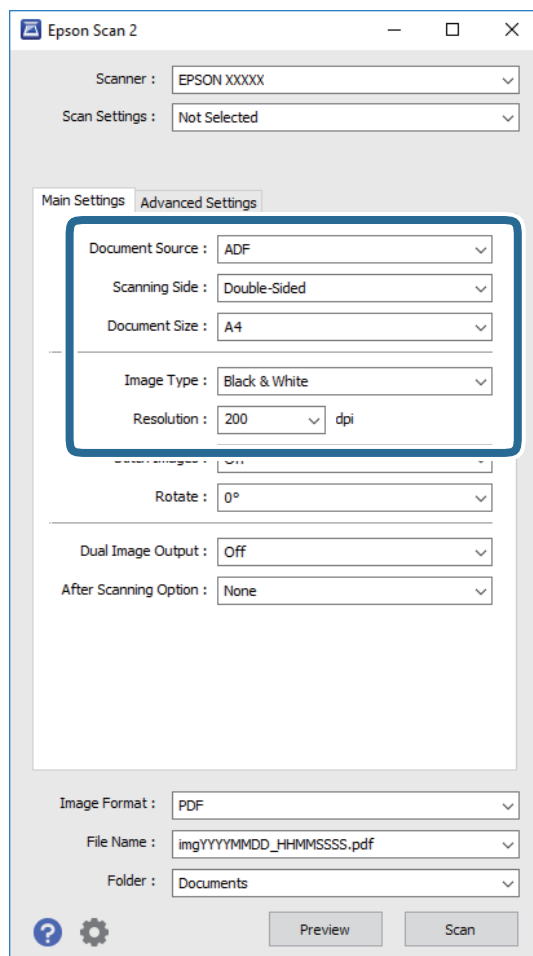 Epson Scan 2
Scanner : EPSON XXXXX
Scan Settings : Not Selected
Main Settings Advanced Settings
Document Source : ADF
Scanning Side : Double-Sided
Document Size : A4
Image Type : Black & White
Resolution : 200 dpi
Rotate : 0°
Dual Image Output : Off
After Scanning Option : None
Image Format : PDF
File Name : imgYYYYMMDD_HHMMSSSS.pdf
Folder : Documents
? Preview Scan